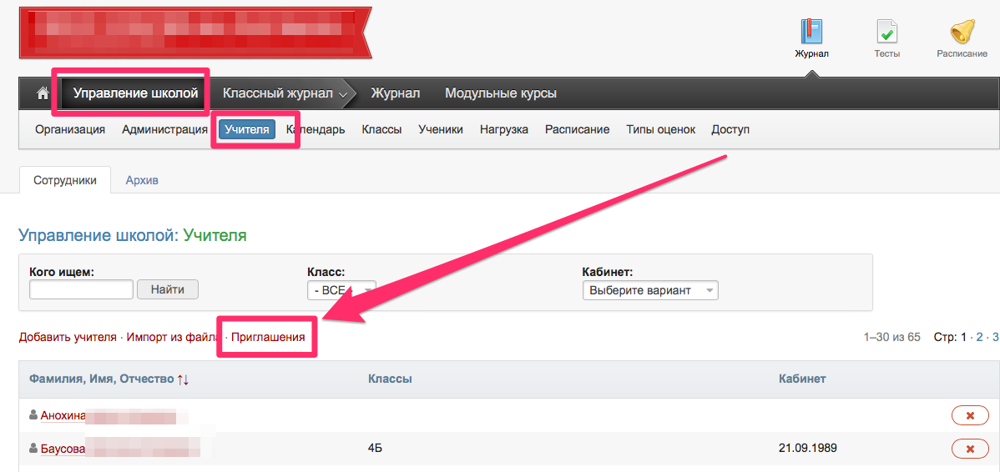 Журнал Тесты Расписание
Управление школой Классный журнал Журнал Модульные курсы
Организация Администрация Учителя Календарь Классы Ученики Нагрузка Расписание Типы оценок Доступ
Сотрудники Архив
Управление школой: Учителя
Кого ищем: Класс: Кабинет:
Найти - ВСЕ - Выберите вариант
Добавить учителя · Импорт из файла · Приглашения 1–30 из 65 Стр: 1 · 2 · 3
Фамилия, Имя, Отчество ↑↓ Классы Кабинет
Анохина
Баусова 4Б 21.09.1989